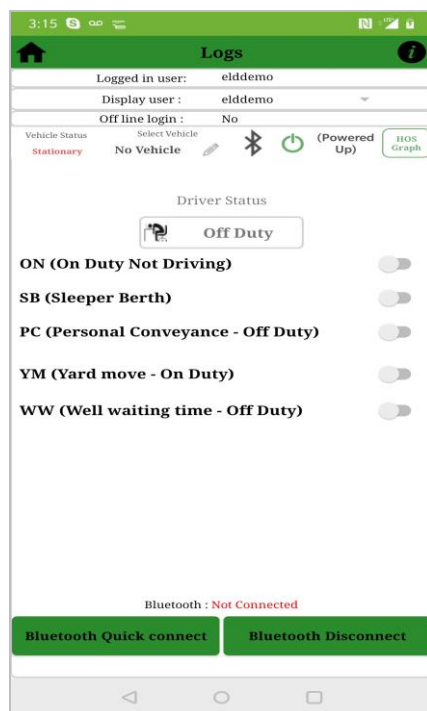 3:15
Logs
Logged in user: elddemo
Display user : elddemo
Off line login : No
Vehicle Status Select Vehicle
Stationary No Vehicle (Powered Up) HOS Graph
Driver Status
Off Duty
ON (On Duty Not Driving)
SB (Sleeper Berth)
PC (Personal Conveyance - Off Duty)
YM (Yard move - On Duty)
WW (Well waiting time - Off Duty)
Bluetooth : Not Connected
Bluetooth Quick connect Bluetooth Disconnect